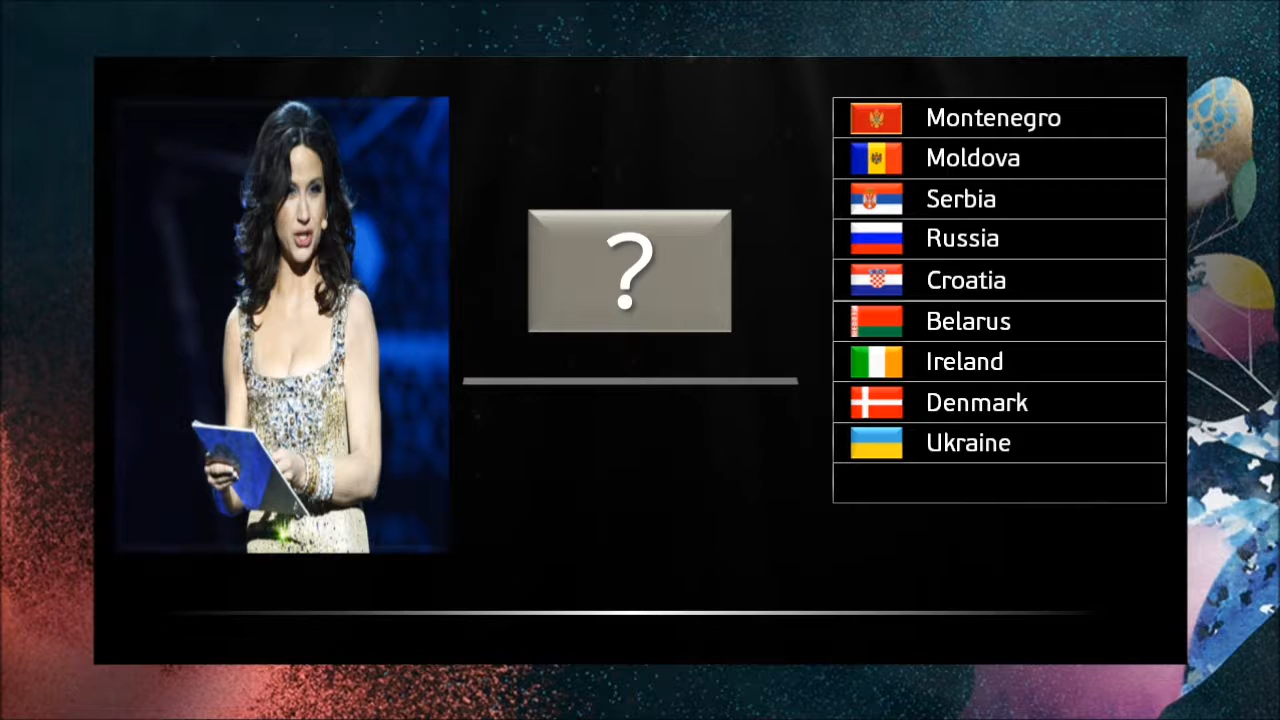 ?
Montenegro
Moldova
Serbia
Russia
Croatia
Belarus
Ireland
Denmark
Ukraine